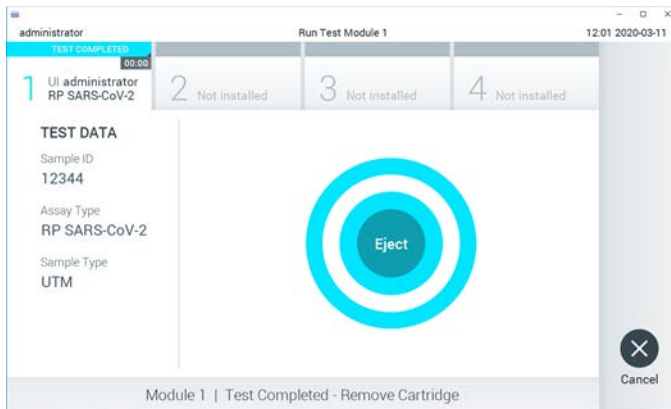 administrator
Run Test Module 1
12:01 2020-03-11
TEST COMPLETED
00:00
1
UI administrator
RP SARS-CoV-2
2 Not installed
3 Not installed
4 Not installed
TEST DATA
Sample ID
12344
Assay Type
RP SARS-CoV-2
Sample Type
UTM
Eject
Cancel
Module 1 | Test Completed - Remove Cartridge